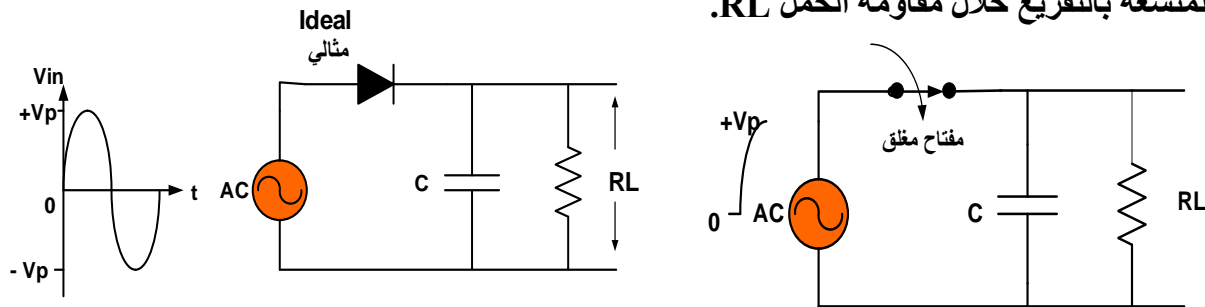 بالتفريغ خلال مقاومة الحمل RL.
Ideal
مثالي
Vin
+Vp
0
- Vp
t
AC
C
RL
+Vp
مفتاح مغلق
0
AC
C
RL